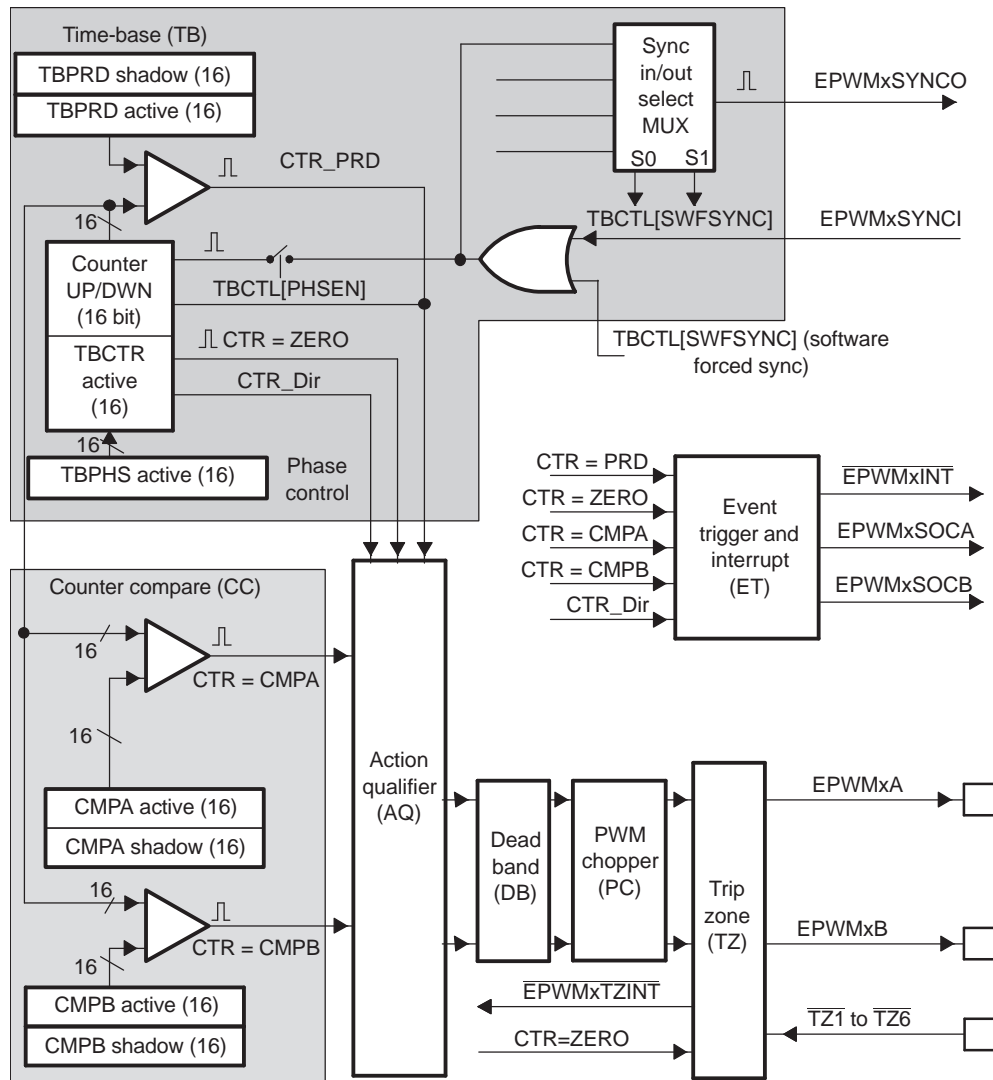 Time-base (TB)
TBPRD shadow (16)
TBPRD active (16)
CTR_PRD
16
Counter
UP/DWN
(16 bit)
TBCTR
active
(16)
16
TBPHS active (16)
Phase
control
TBCTL[PHSEN]
CTR = ZERO
CTR_Dir
Sync
in/out
select
MUX
S0 S1
TBCTL[SWFSYNC]
EPWMxSYNCO
EPWMxSYNCI
TBCTL[SWFSYNC] (software
forced sync)
CTR = PRD
CTR = ZERO
CTR = CMPA
CTR = CMPB
CTR_Dir
Event
trigger and
interrupt
(ET)
E̅P̅W̅M̅x̅I̅N̅T̅
EPWMxSOCA
EPWMxSOCB
Counter compare (CC)
16
CTR = CMPA
16
CMPA active (16)
CMPA shadow (16)
16
CTR = CMPB
16
CMPB active (16)
CMPB shadow (16)
Action
qualifier
(AQ)
Dead
band
(DB)
PWM
chopper
(PC)
Trip
zone
(TZ)
EPWMxA
EPWMxB
E̅P̅W̅M̅x̅T̅Z̅I̅N̅T̅
T̅Z̅1̅ to T̅Z̅6̅
CTR=ZERO